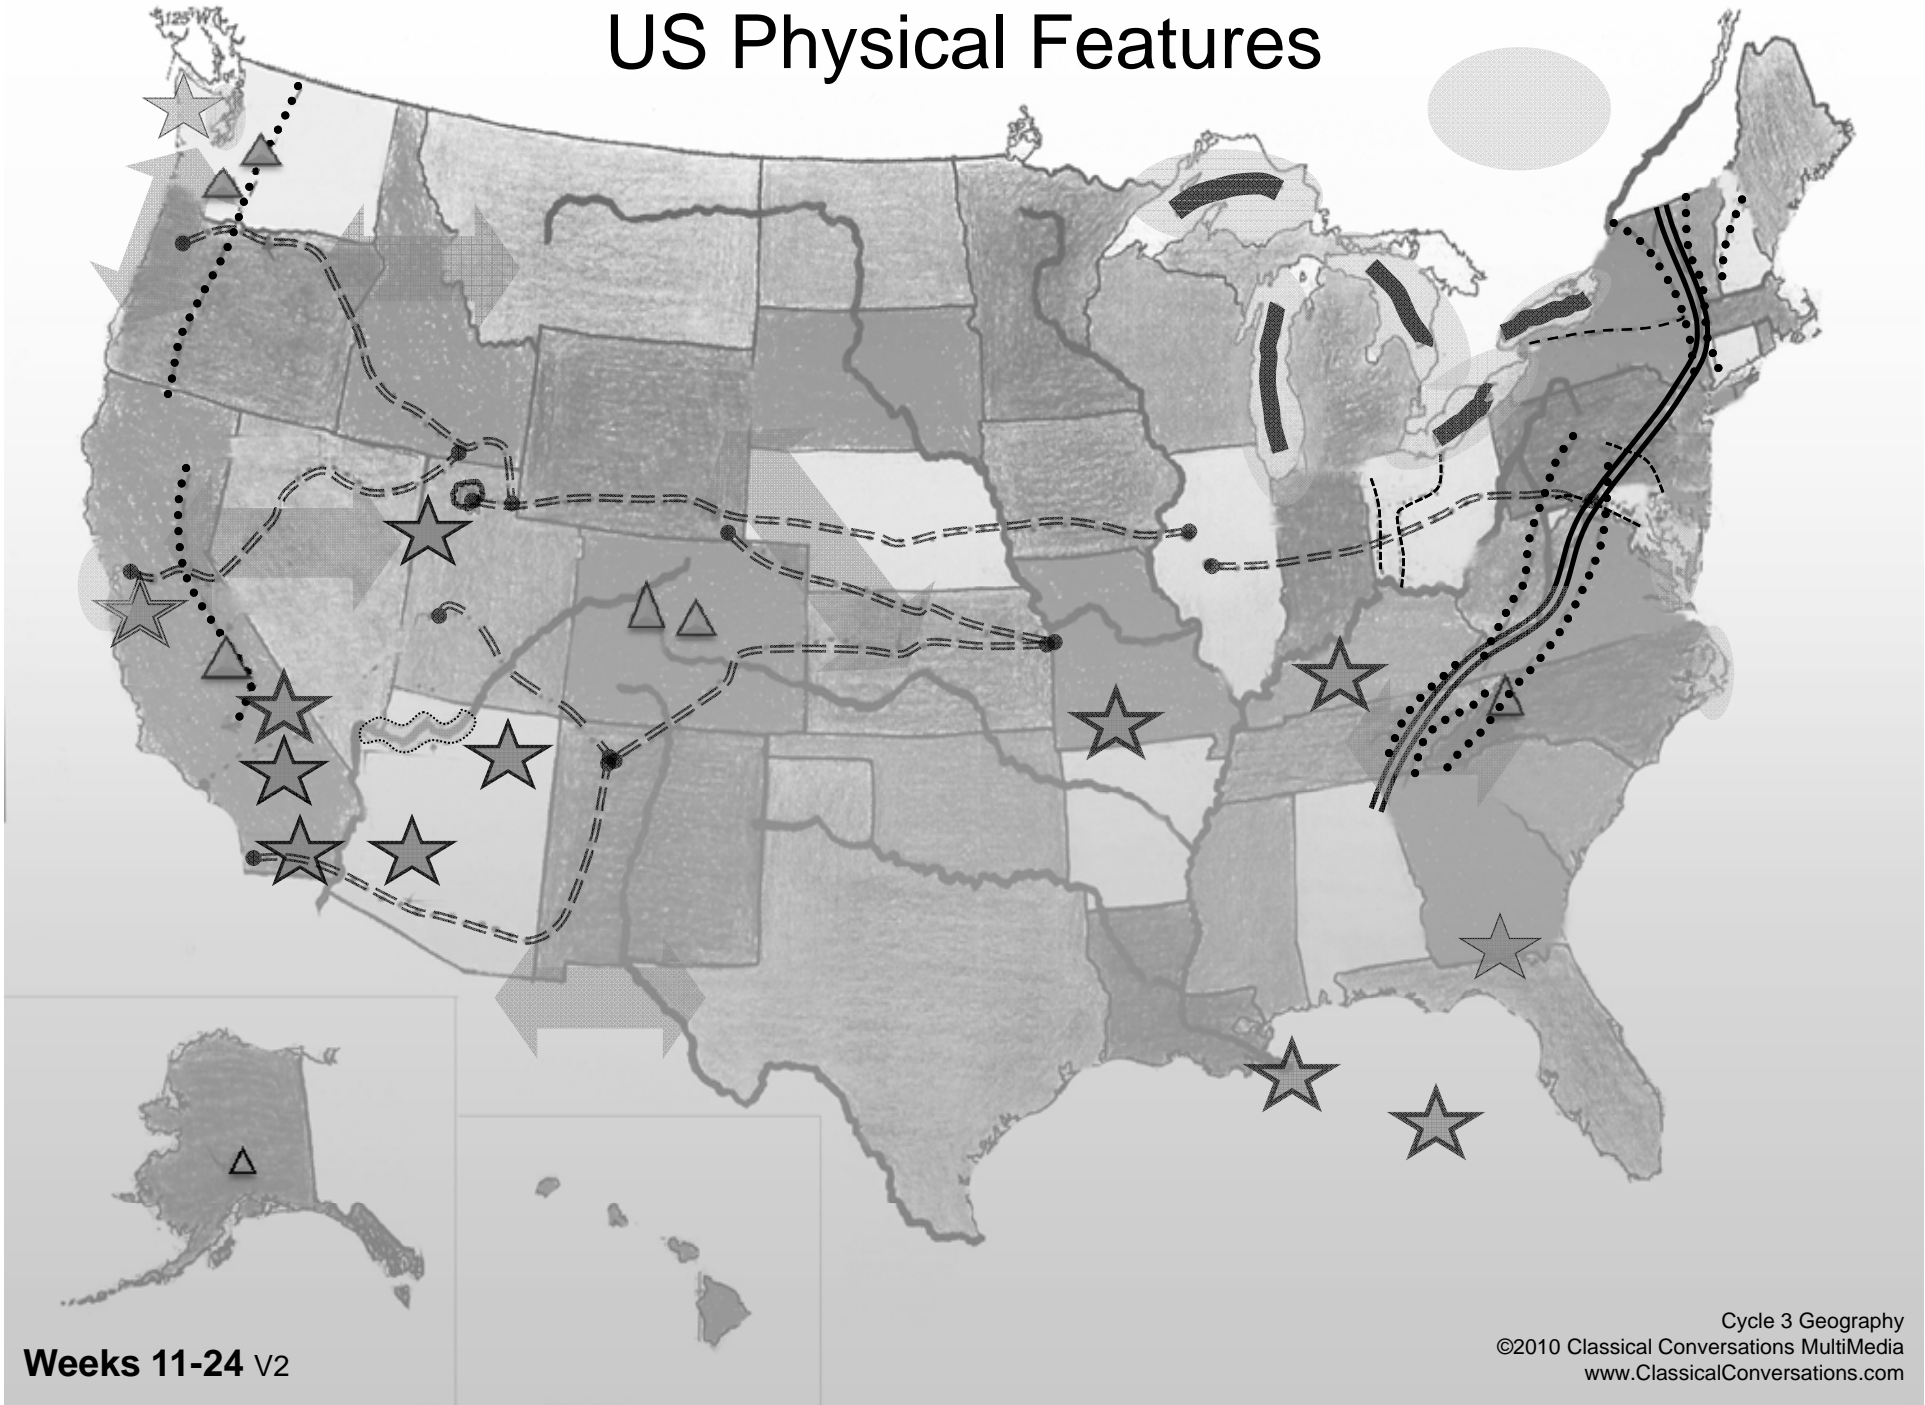 US Physical Features
125°W
Weeks 11-24 V2
Cycle 3 Geography
©2010 Classical Conversations MultiMedia
www.ClassicalConversations.com